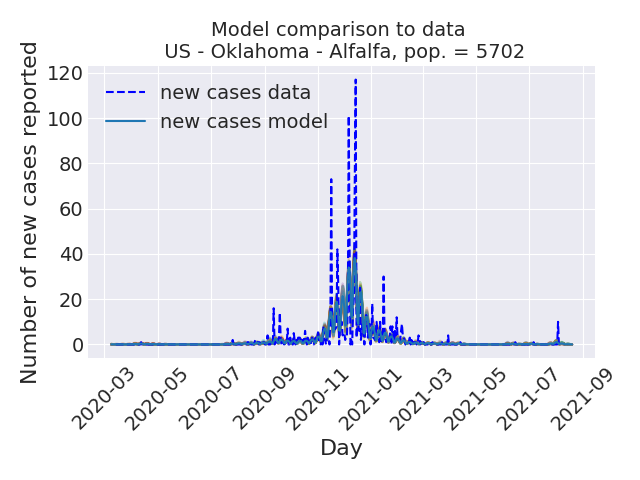 Model comparison to data
US - Oklahoma - Alfalfa, pop. = 5702
Number of new cases reported
120
100
80
60
40
20
0
new cases data
new cases model
2020-03
2020-05
2020-07
2020-09
2020-11
2021-01
2021-03
2021-05
2021-07
2021-09
Day